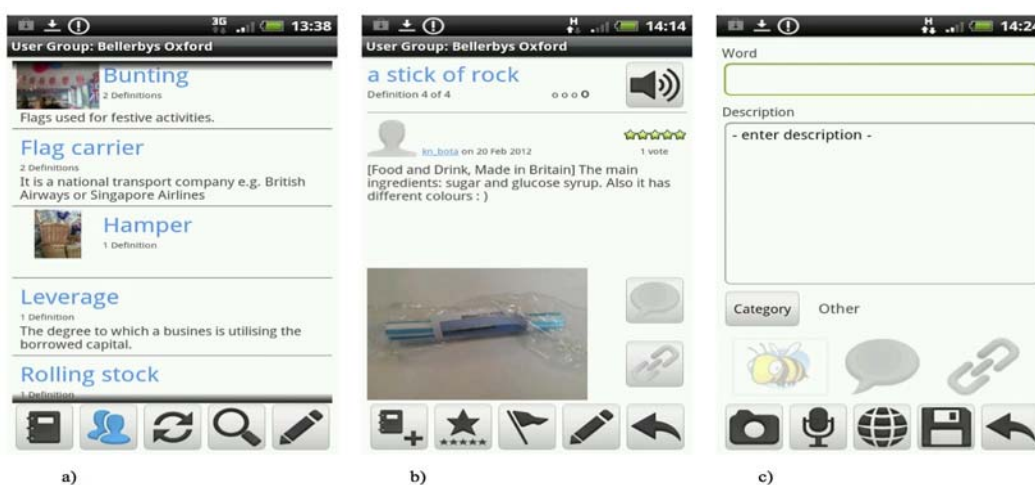 3G 13:38
User Group: Bellerbys Oxford
Bunting
2 Definitions
Flags used for festive activities.
Flag carrier
2 Definitions
It is a national transport company e.g. British
Airways or Singapore Airlines
Hamper
1 Definition
Leverage
1 Definition
The degree to which a busines is utilising the
borrowed capital.
Rolling stock
1 Definition
a)
H 14:14
User Group: Bellerbys Oxford
a stick of rock
Definition 4 of 4 o o o O
kn_bota on 20 Feb 2012
1 vote
[Food and Drink, Made in Britain] The main
ingredients: sugar and glucose syrup. Also it has
different colours : )
b)
H 14:24
Word
Description
- enter description -
Category Other
c)